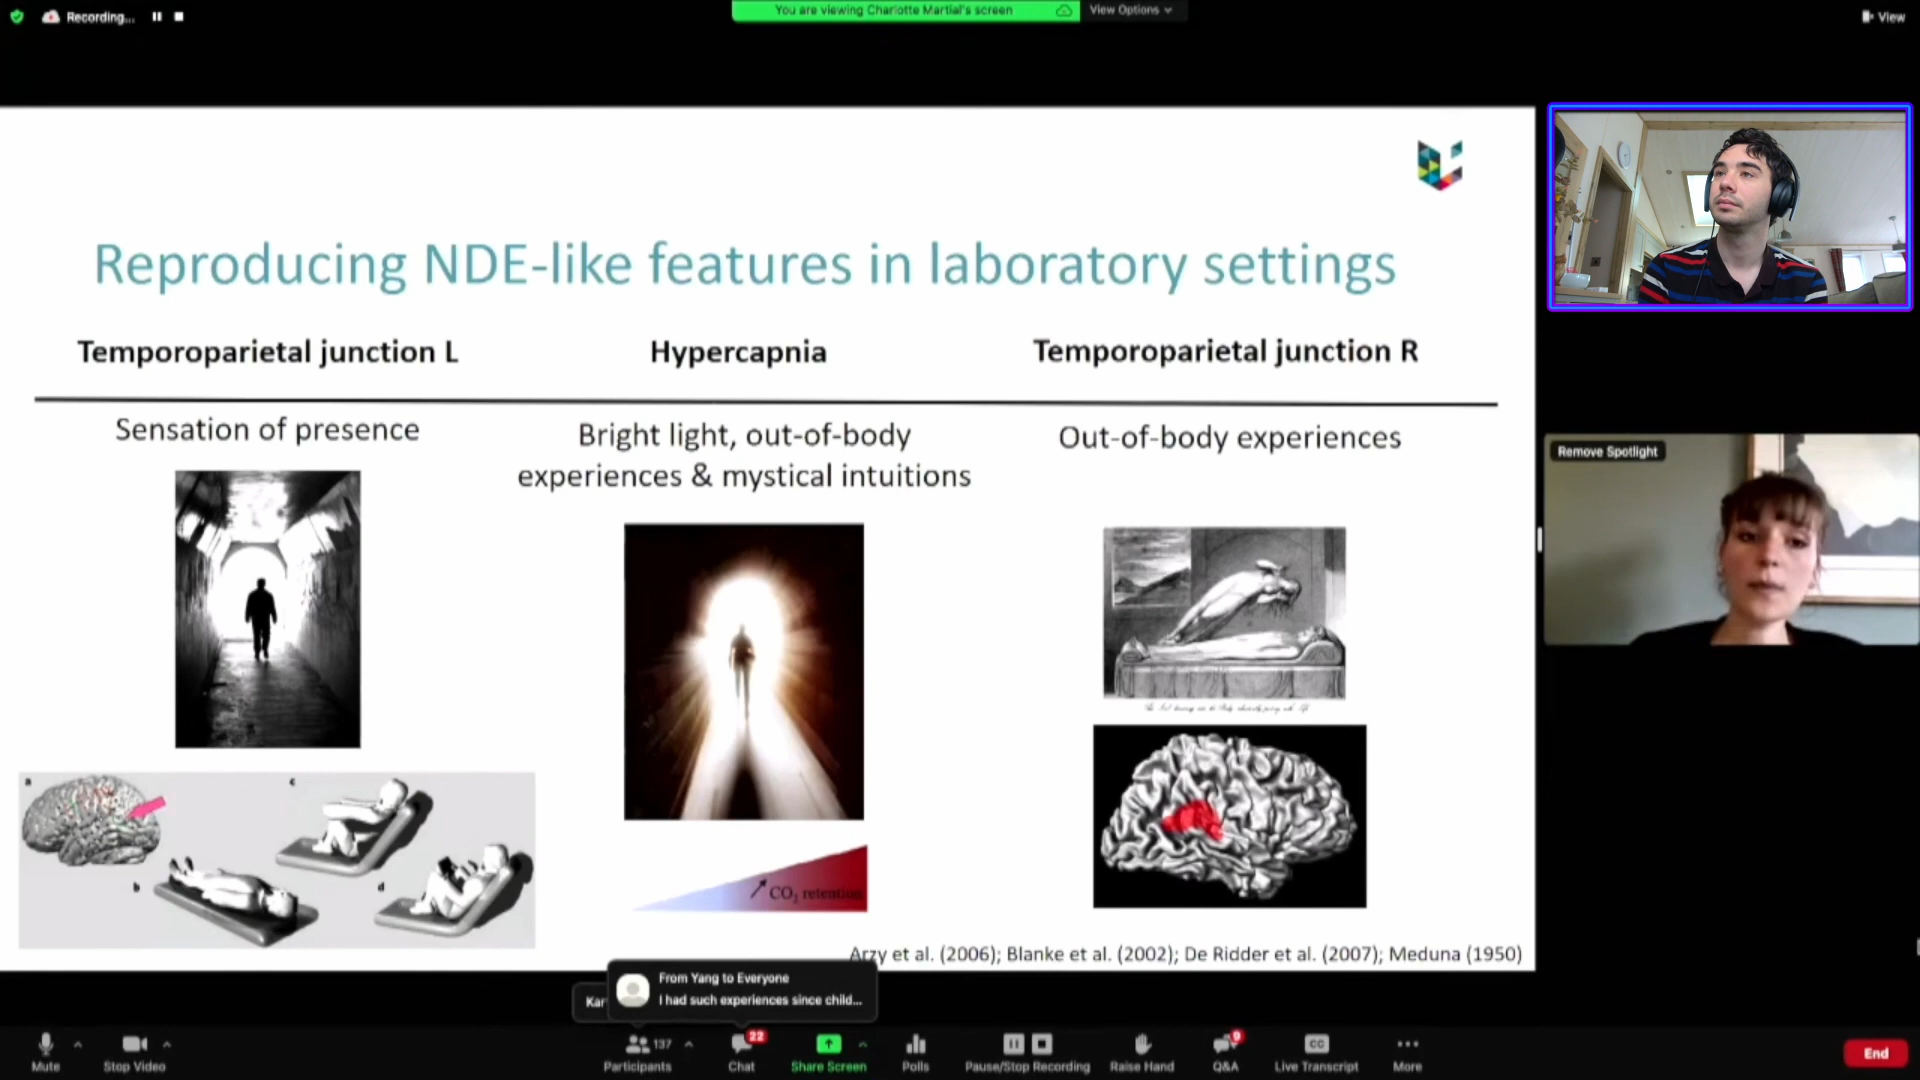 Recording...
You are viewing Charlotte Martial's screen
View Options
View
Reproducing NDE-like features in laboratory settings
Temporoparietal junction L
Hypercapnia
Temporoparietal junction R
Sensation of presence
Bright light, out-of-body
experiences & mystical intuitions
Out-of-body experiences
Remove Spotlight
a
b
c
d
CO2 retention
Arzy et al. (2006); Blanke et al. (2002); De Ridder et al. (2007); Meduna (1950)
Kar
From Yang to Everyone
I had such experiences since child...
Mute
Stop Video
137
Participants
22
Chat
Share Screen
Polls
Pause/Stop Recording
Raise Hand
9
Q&A
CC
Live Transcript
More
End